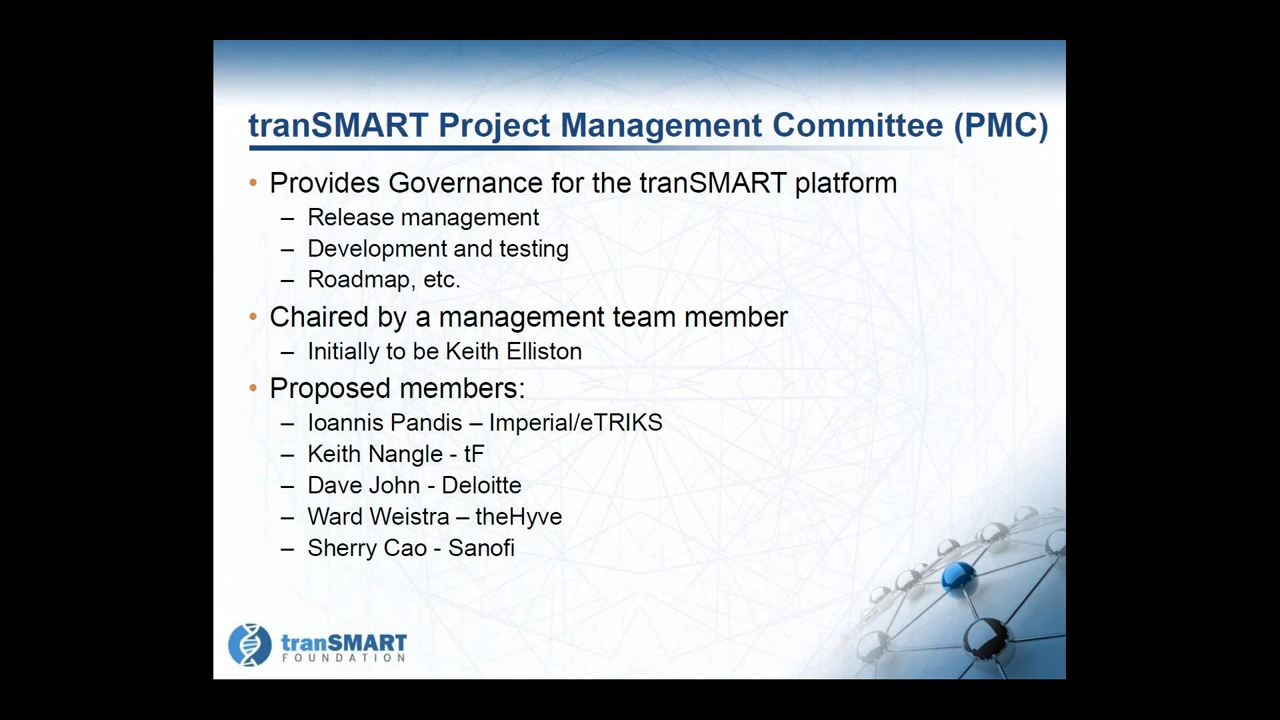 tranSMART Project Management Committee (PMC)
• Provides Governance for the tranSMART platform
– Release management
– Development and testing
– Roadmap, etc.
• Chaired by a management team member
– Initially to be Keith Elliston
• Proposed members:
– Ioannis Pandis – Imperial/eTRIKS
– Keith Nangle - tF
– Dave John - Deloitte
– Ward Weistra – theHyve
– Sherry Cao - Sanofi
tranSMART
FOUNDATION